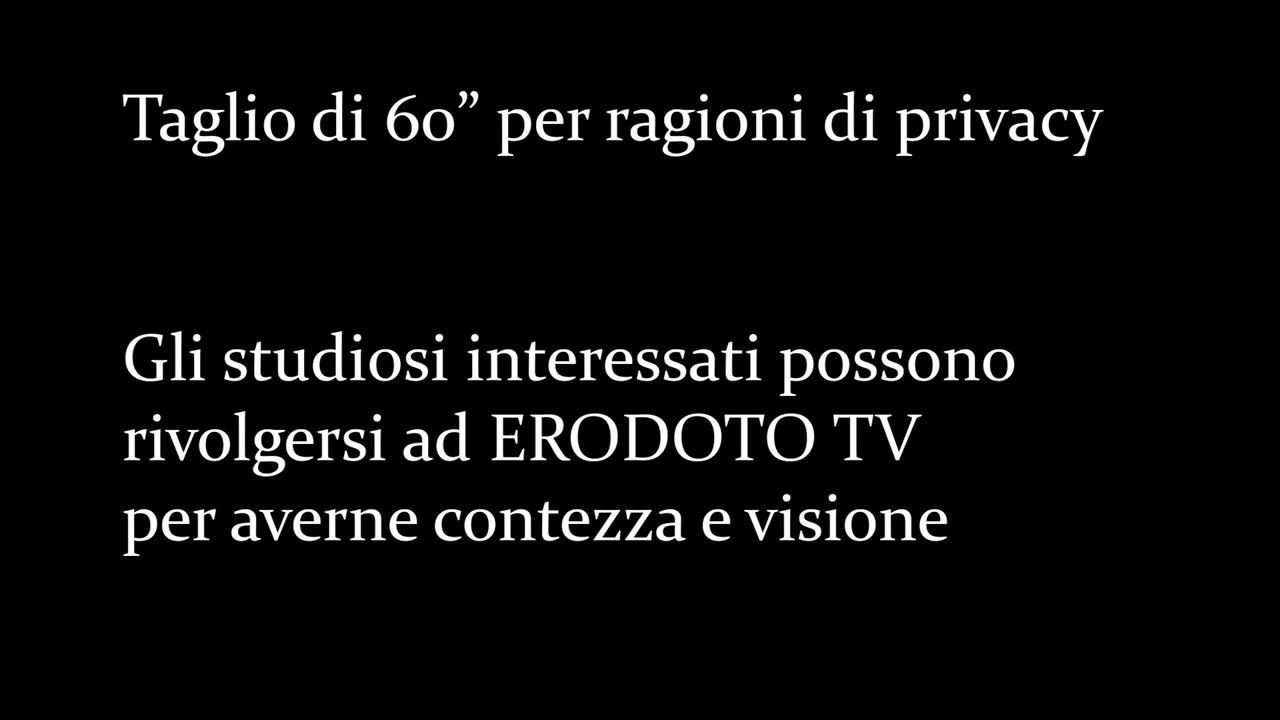 Taglio di 60” per ragioni di privacy
Gli studiosi interessati possono
rivolgersi ad ERODOTO TV
per averne contezza e visione